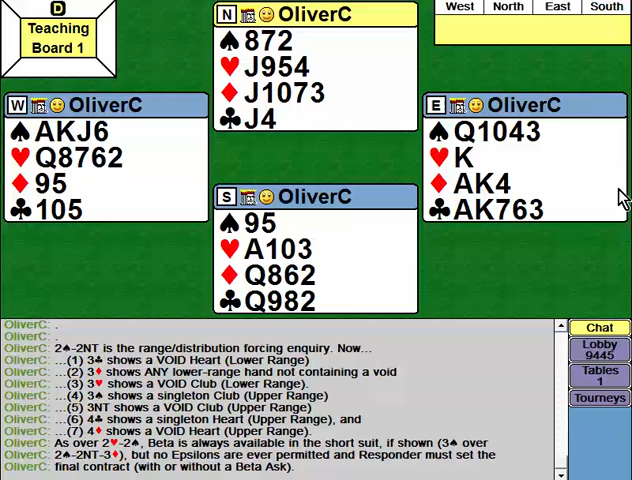 D
Teaching
Board 1
N OliverC
♠872
♥J954
♦J1073
♣J4
West North East South
W OliverC
♠AKJ6
♥Q8762
♦95
♣105
E OliverC
♠Q1043
♥K
♦AK4
♣AK763
S OliverC
♠95
♥A103
♦Q862
♣Q982
OliverC: .
OliverC: .
OliverC: 2♠-2NT is the range/distribution forcing enquiry. Now...
OliverC: ...(1) 3♣ shows a VOID Heart (Lower Range)
OliverC: ...(2) 3♦ shows ANY lower-range hand not containing a void
OliverC: ...(3) 3♥ shows a VOID Club (Lower Range).
OliverC: ...(4) 3♠ shows a singleton Club (Upper Range)
OliverC: ...(5) 3NT shows a VOID Club (Upper Range)
OliverC: ...(6) 4♣ shows a singleton Heart (Upper Range), and
OliverC: ...(7) 4♦ shows a VOID Heart (Upper Range).
OliverC: As over 2♥-2♠, Beta is always available in the short suit, if shown (3♠ over
OliverC: 2♠-2NT-3♦), but no Epsilons are ever permitted and Responder must set the
OliverC: final contract (with or without a Beta Ask).
Chat
Lobby
9445
Tables
1
Tourneys